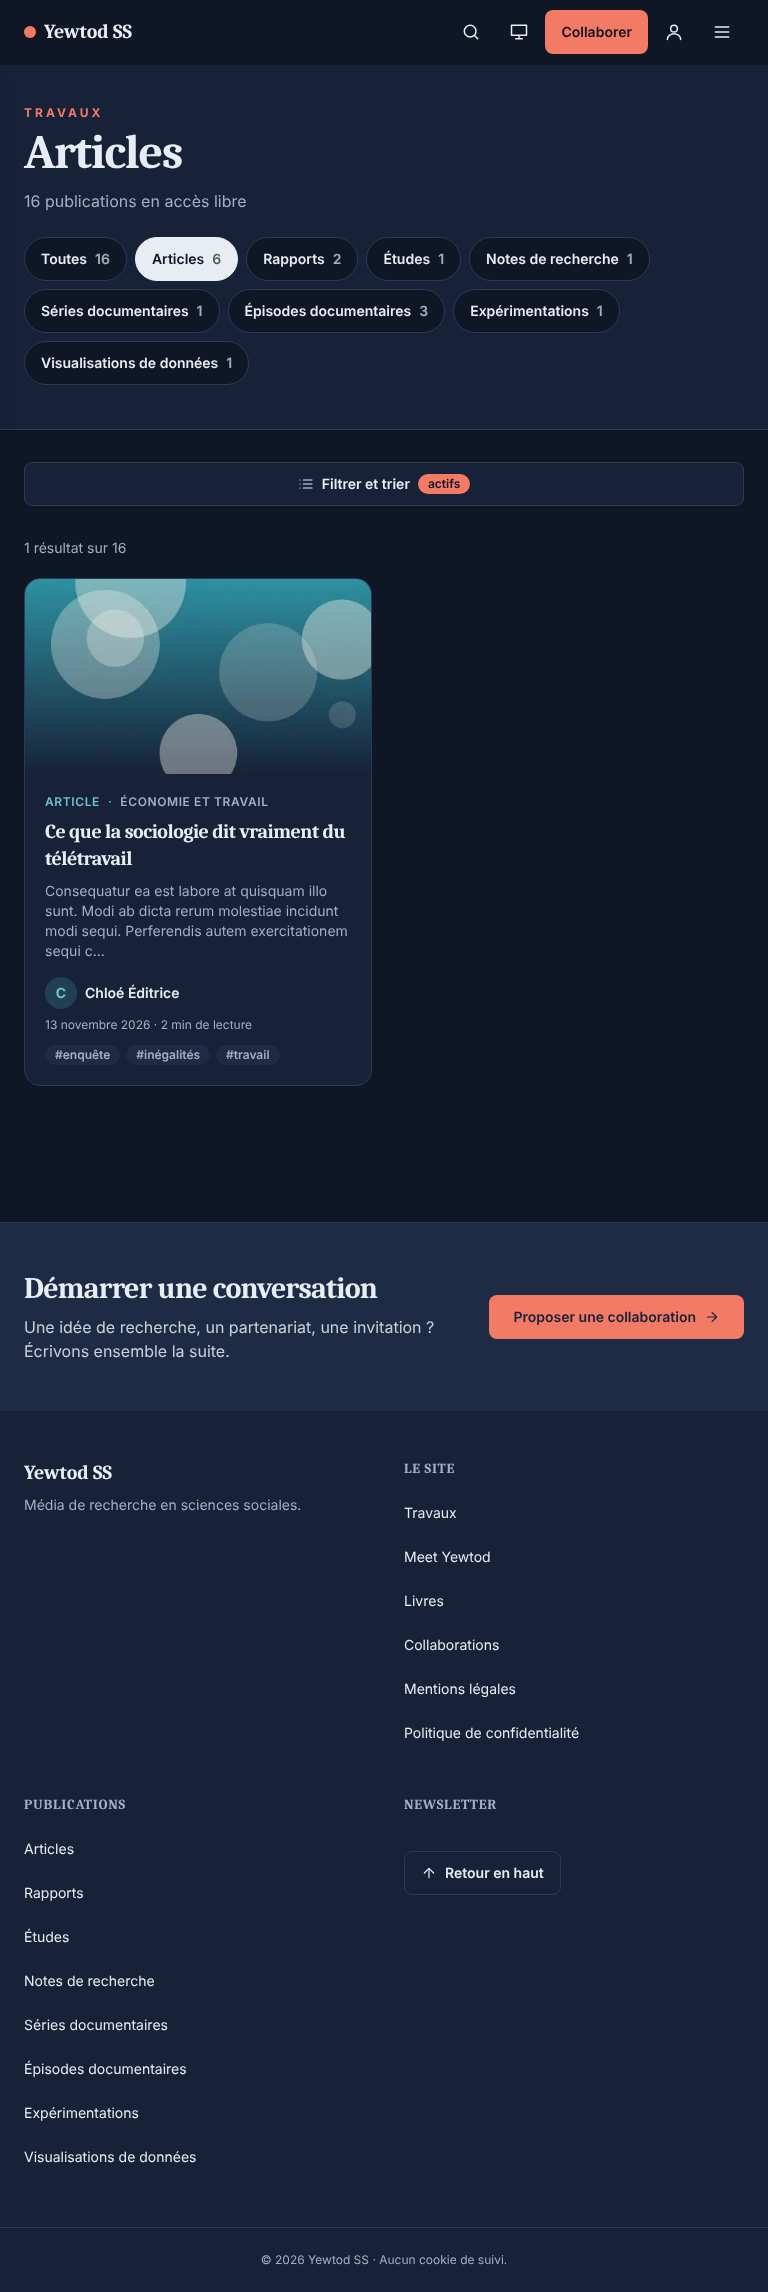 Yewtod SS
Collaborer
TRAVAUX
Articles
16 publications en accès libre
Toutes 16
Articles 6
Rapports 2
Études 1
Notes de recherche 1
Séries documentaires 1
Épisodes documentaires 3
Expérimentations 1
Visualisations de données 1
Filtrer et trier actifs
1 résultat sur 16
ARTICLE · ÉCONOMIE ET TRAVAIL
Ce que la sociologie dit vraiment du
télétravail
Consequatur ea est labore at quisquam illo
sunt. Modi ab dicta rerum molestiae incidunt
modi sequi. Perferendis autem exercitationem
sequi c...
C Chloé Éditrice
13 novembre 2026 · 2 min de lecture
#enquête #inégalités #travail
Démarrer une conversation
Une idée de recherche, un partenariat, une invitation ?
Écrivons ensemble la suite.
Proposer une collaboration →
Yewtod SS
Média de recherche en sciences sociales.
LE SITE
Travaux
Meet Yewtod
Livres
Collaborations
Mentions légales
Politique de confidentialité
PUBLICATIONS
Articles
Rapports
Études
Notes de recherche
Séries documentaires
Épisodes documentaires
Expérimentations
Visualisations de données
NEWSLETTER
↑ Retour en haut
© 2026 Yewtod SS · Aucun cookie de suivi.